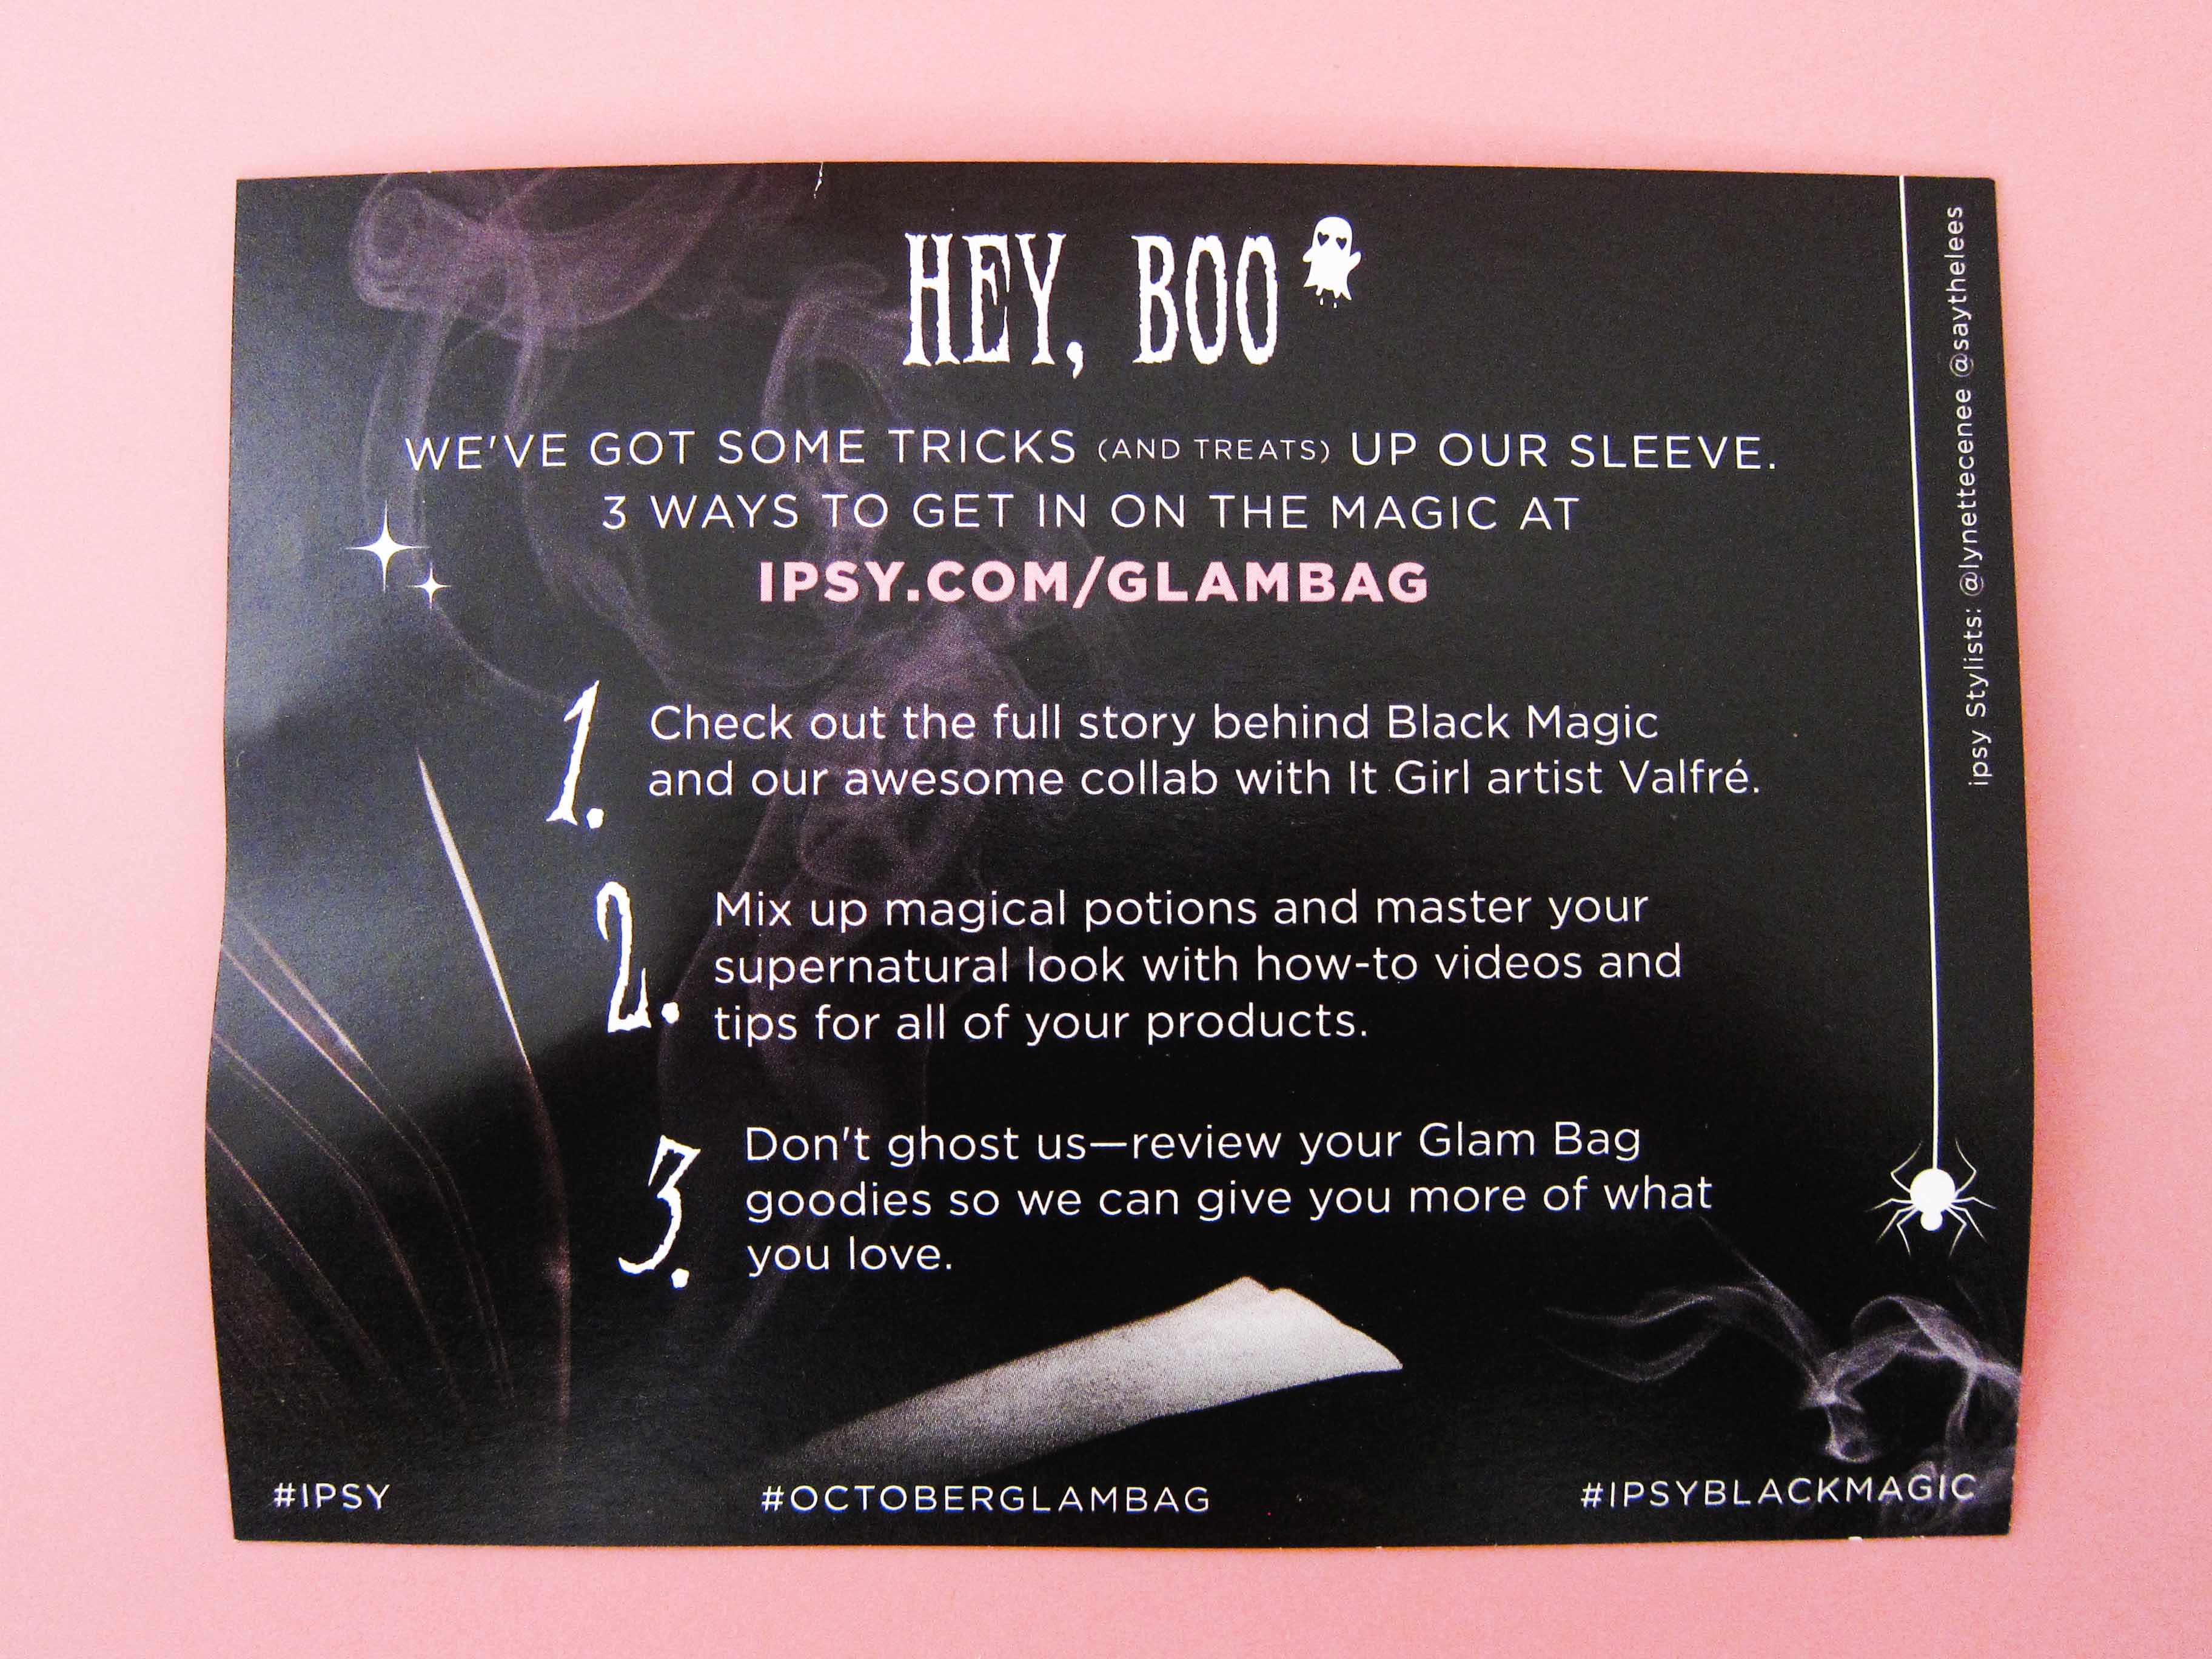 HEY, BOO
WE'VE GOT SOME TRICKS (AND TREATS) UP OUR SLEEVE.
3 WAYS TO GET IN ON THE MAGIC AT
IPSY.COM/GLAMBAG
1. Check out the full story behind Black Magic
and our awesome collab with It Girl artist Valfré.
2. Mix up magical potions and master your
supernatural look with how-to videos and
tips for all of your products.
3. Don't ghost us—review your Glam Bag
goodies so we can give you more of what
you love.
#IPSY #OCTOBERGLAMBAG #IPSYBLACKMAGIC
ipsy Stylists: @lynettecenee @saythelees